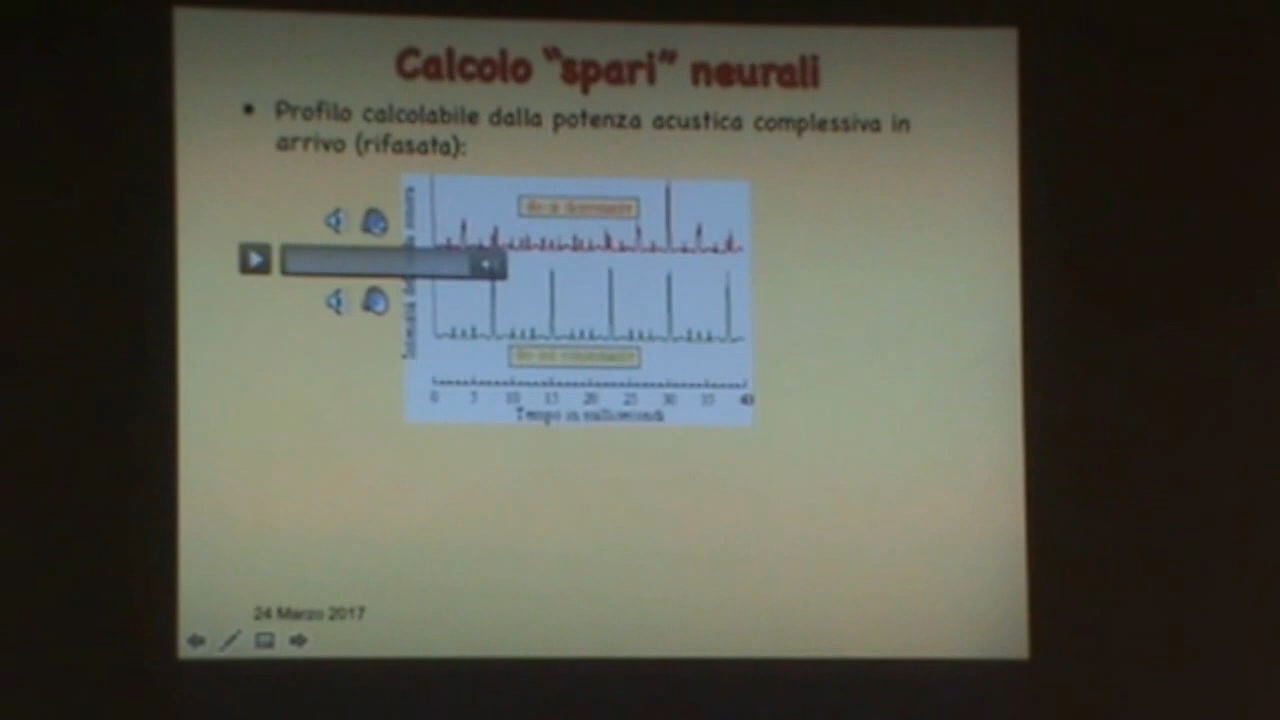 Calcolo “spari” neurali
• Profilo calcolabile dalla potenza acustica complessiva in
arrivo (rifasata):
0 5 10 15 20 25 30 35 40
Tempo in millisecondi
24 Marzo 2017